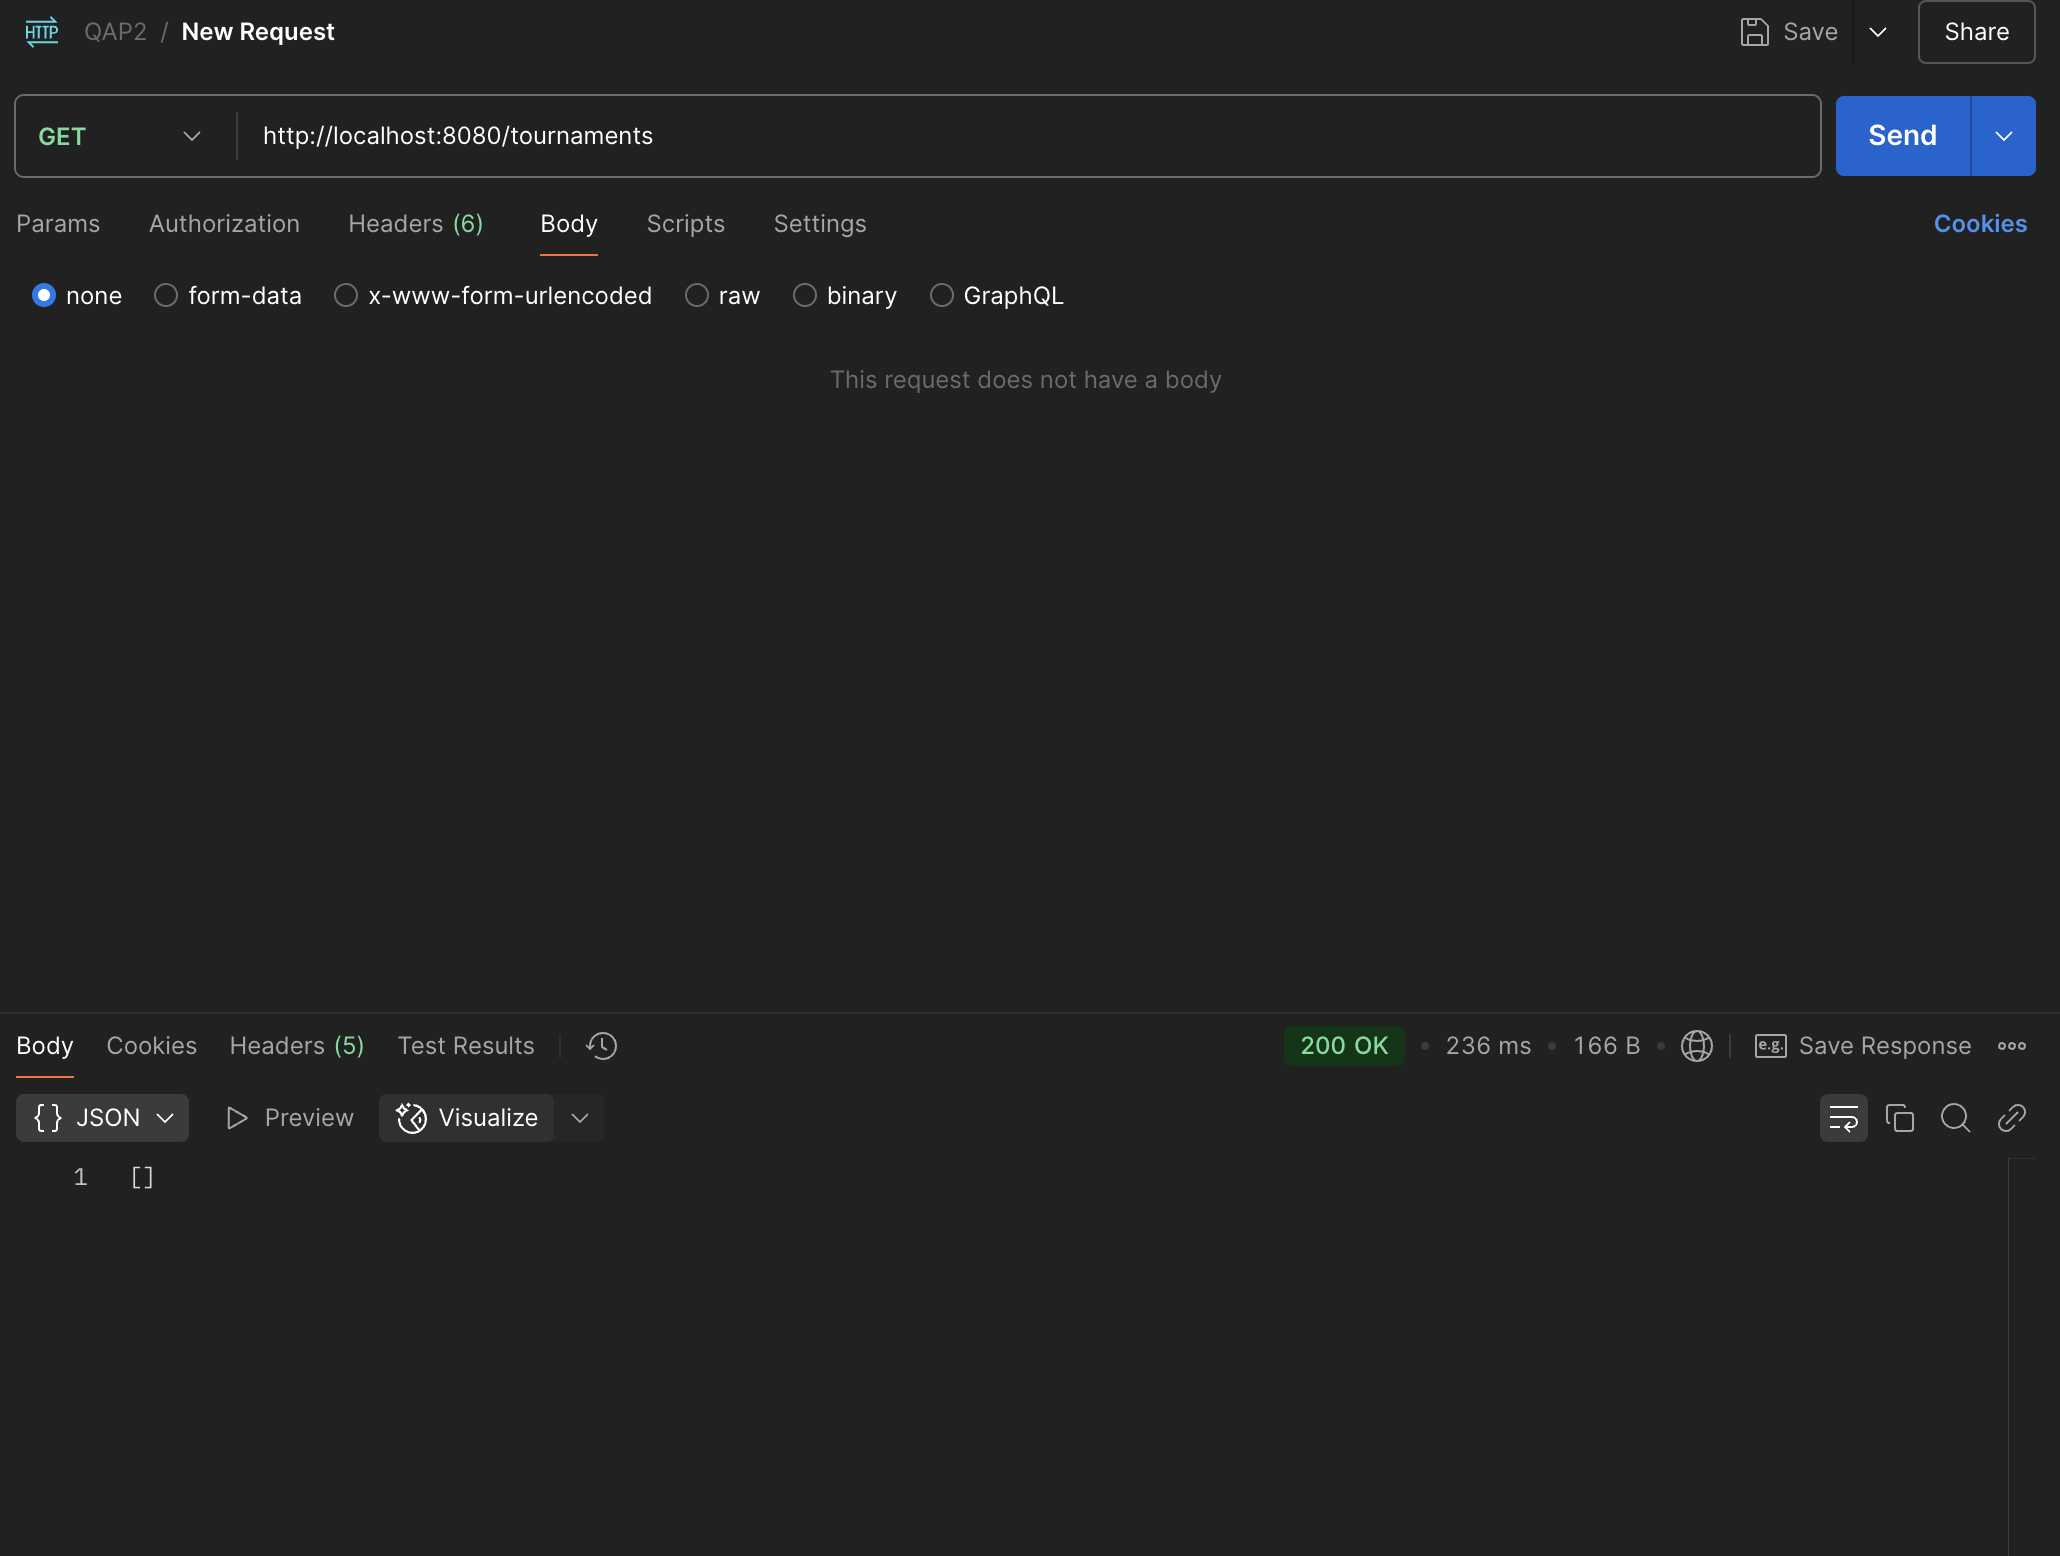 HTTP QAP2 / New Request Save Share
GET http://localhost:8080/tournaments Send
Params Authorization Headers (6) Body Scripts Settings Cookies
none form-data x-www-form-urlencoded raw binary GraphQL
This request does not have a body
Body Cookies Headers (5) Test Results 200 OK • 236 ms • 166 B • e.g. Save Response
{} JSON Preview Visualize
1 []